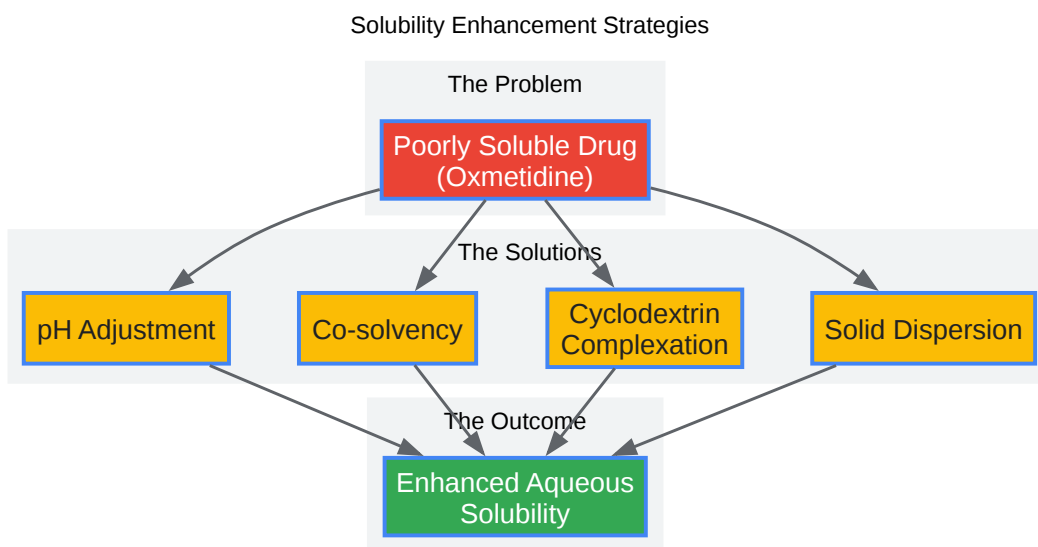 Solubility Enhancement Strategies
The Problem
Poorly Soluble Drug
(Oxmetidine)
The Solutions
pH Adjustment
Co-solvency
Cyclodextrin
Complexation
Solid Dispersion
The Outcome
Enhanced Aqueous
Solubility